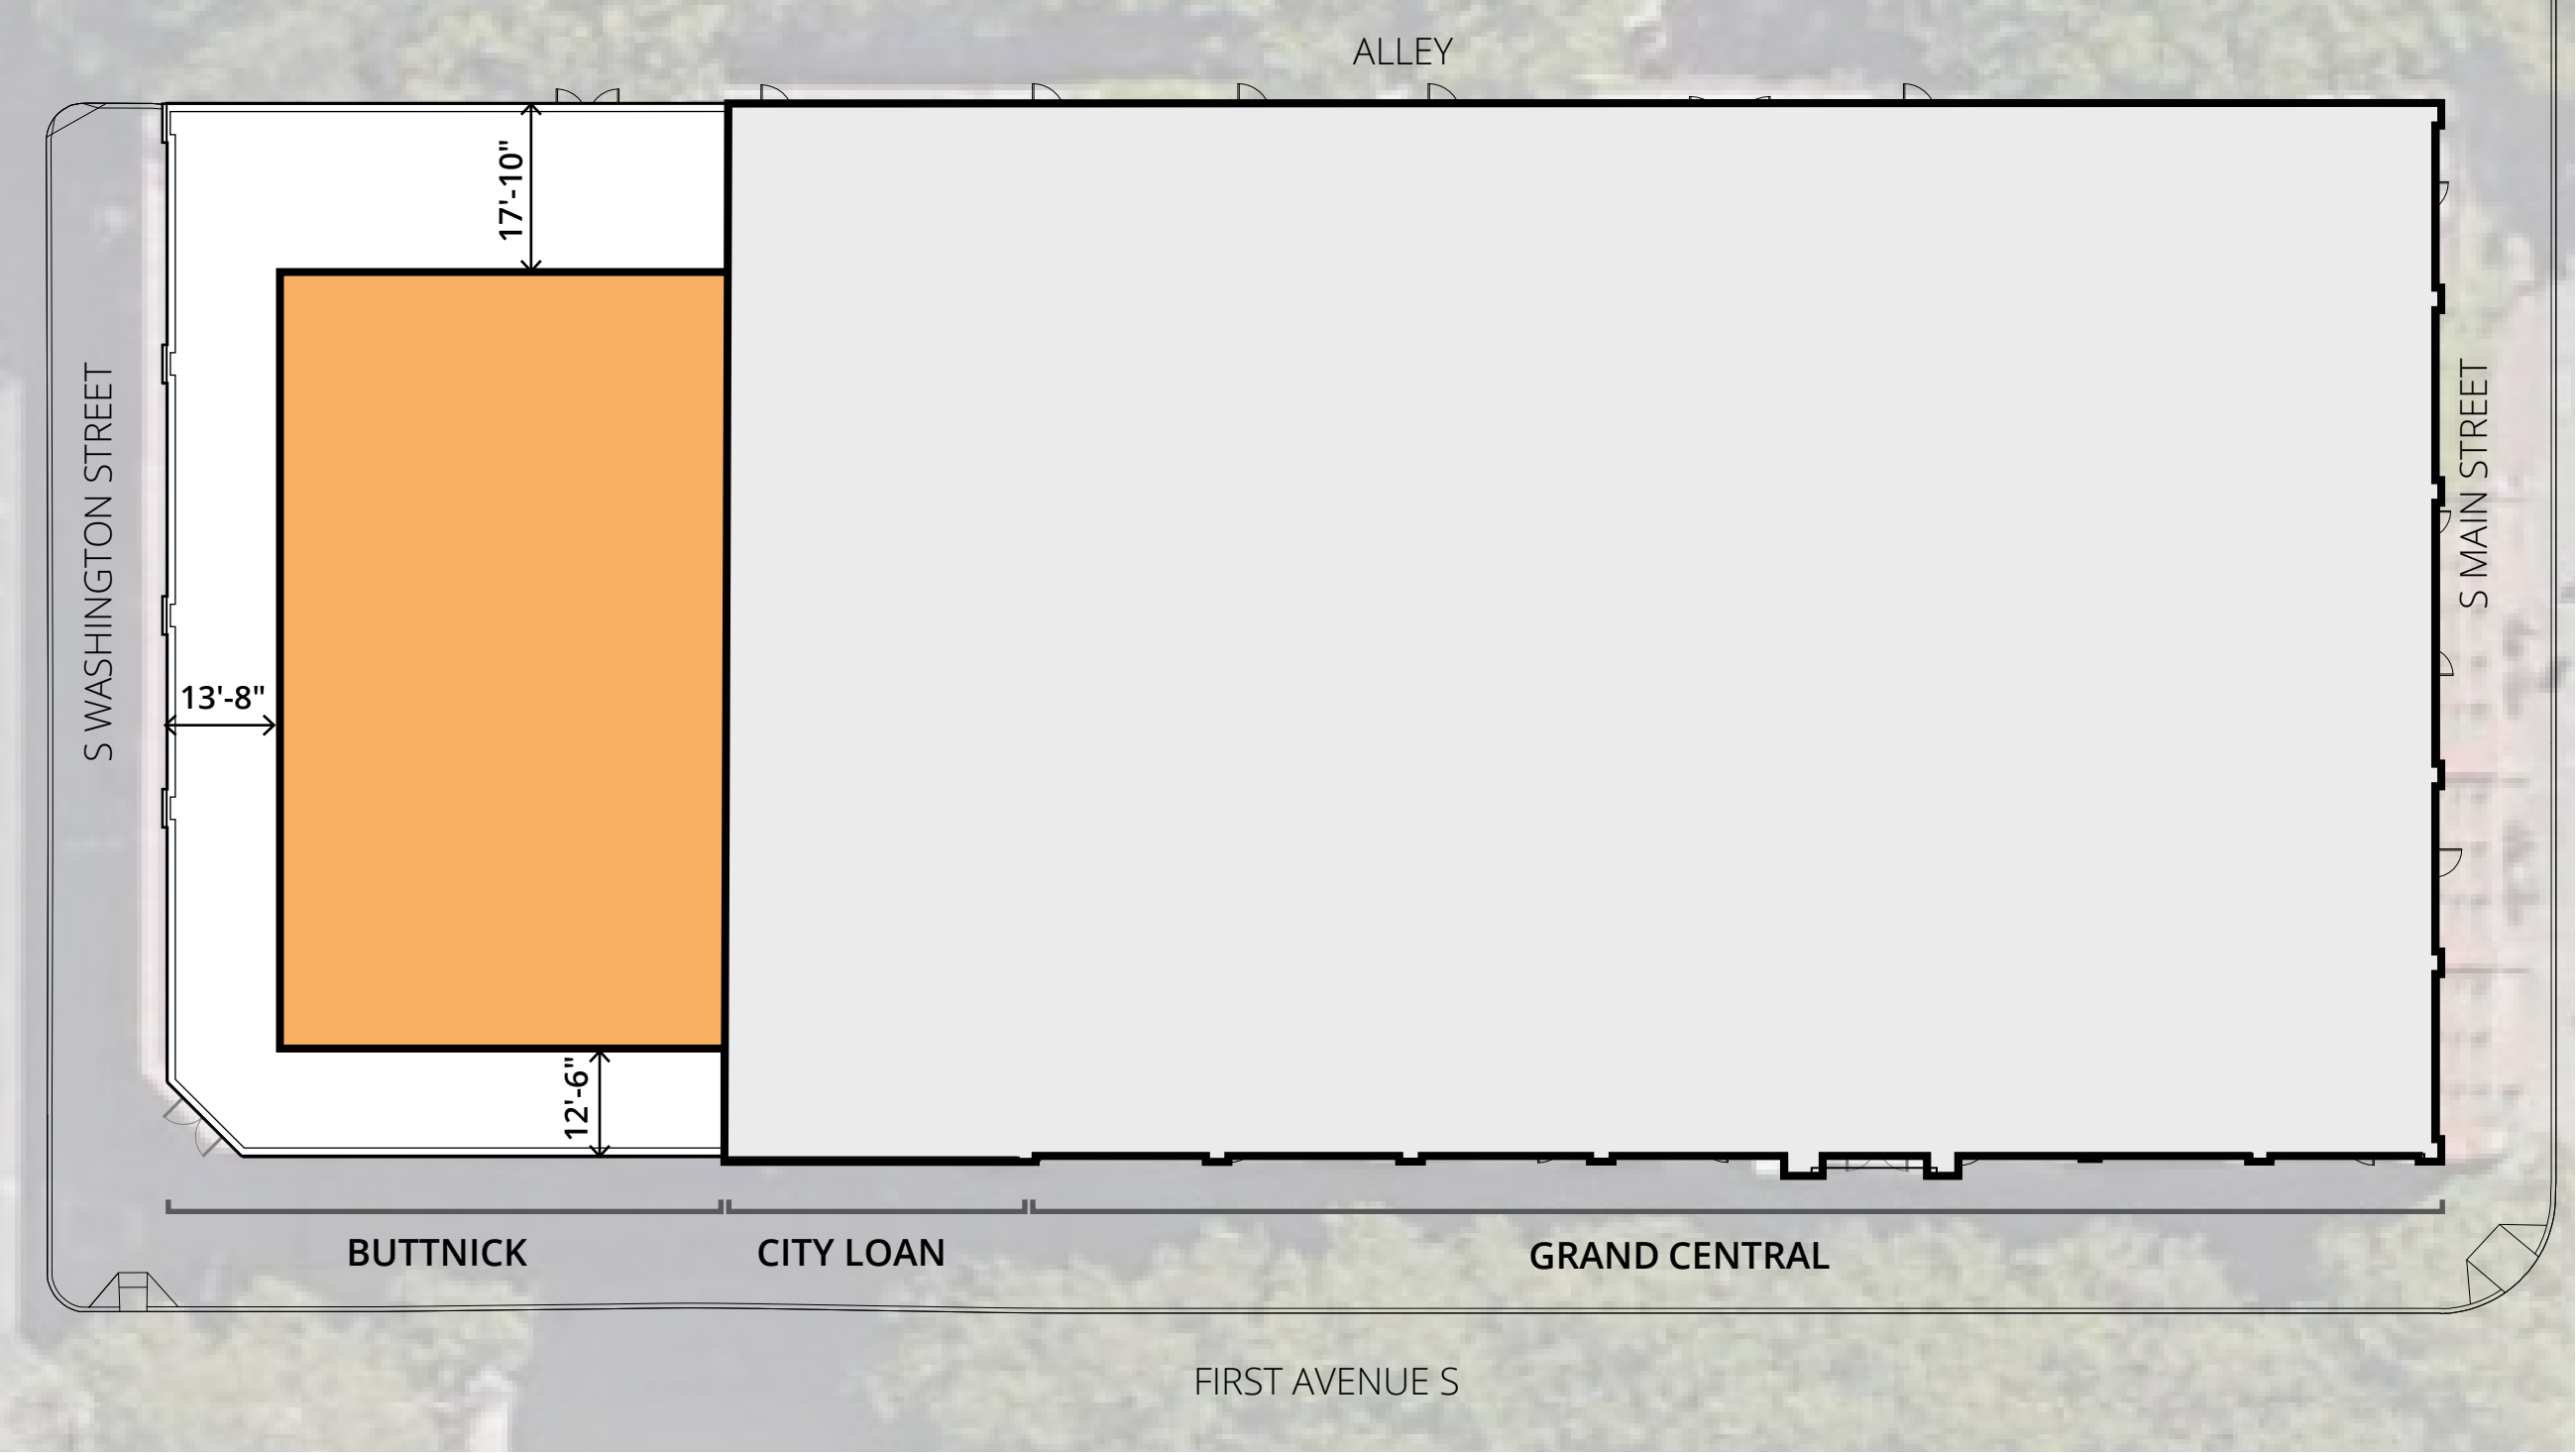 ALLEY
17'-10"
S WASHINGTON STREET
S MAIN STREET
13'-8"
12'-6"
BUTTNICK
CITY LOAN
GRAND CENTRAL
FIRST AVENUE S